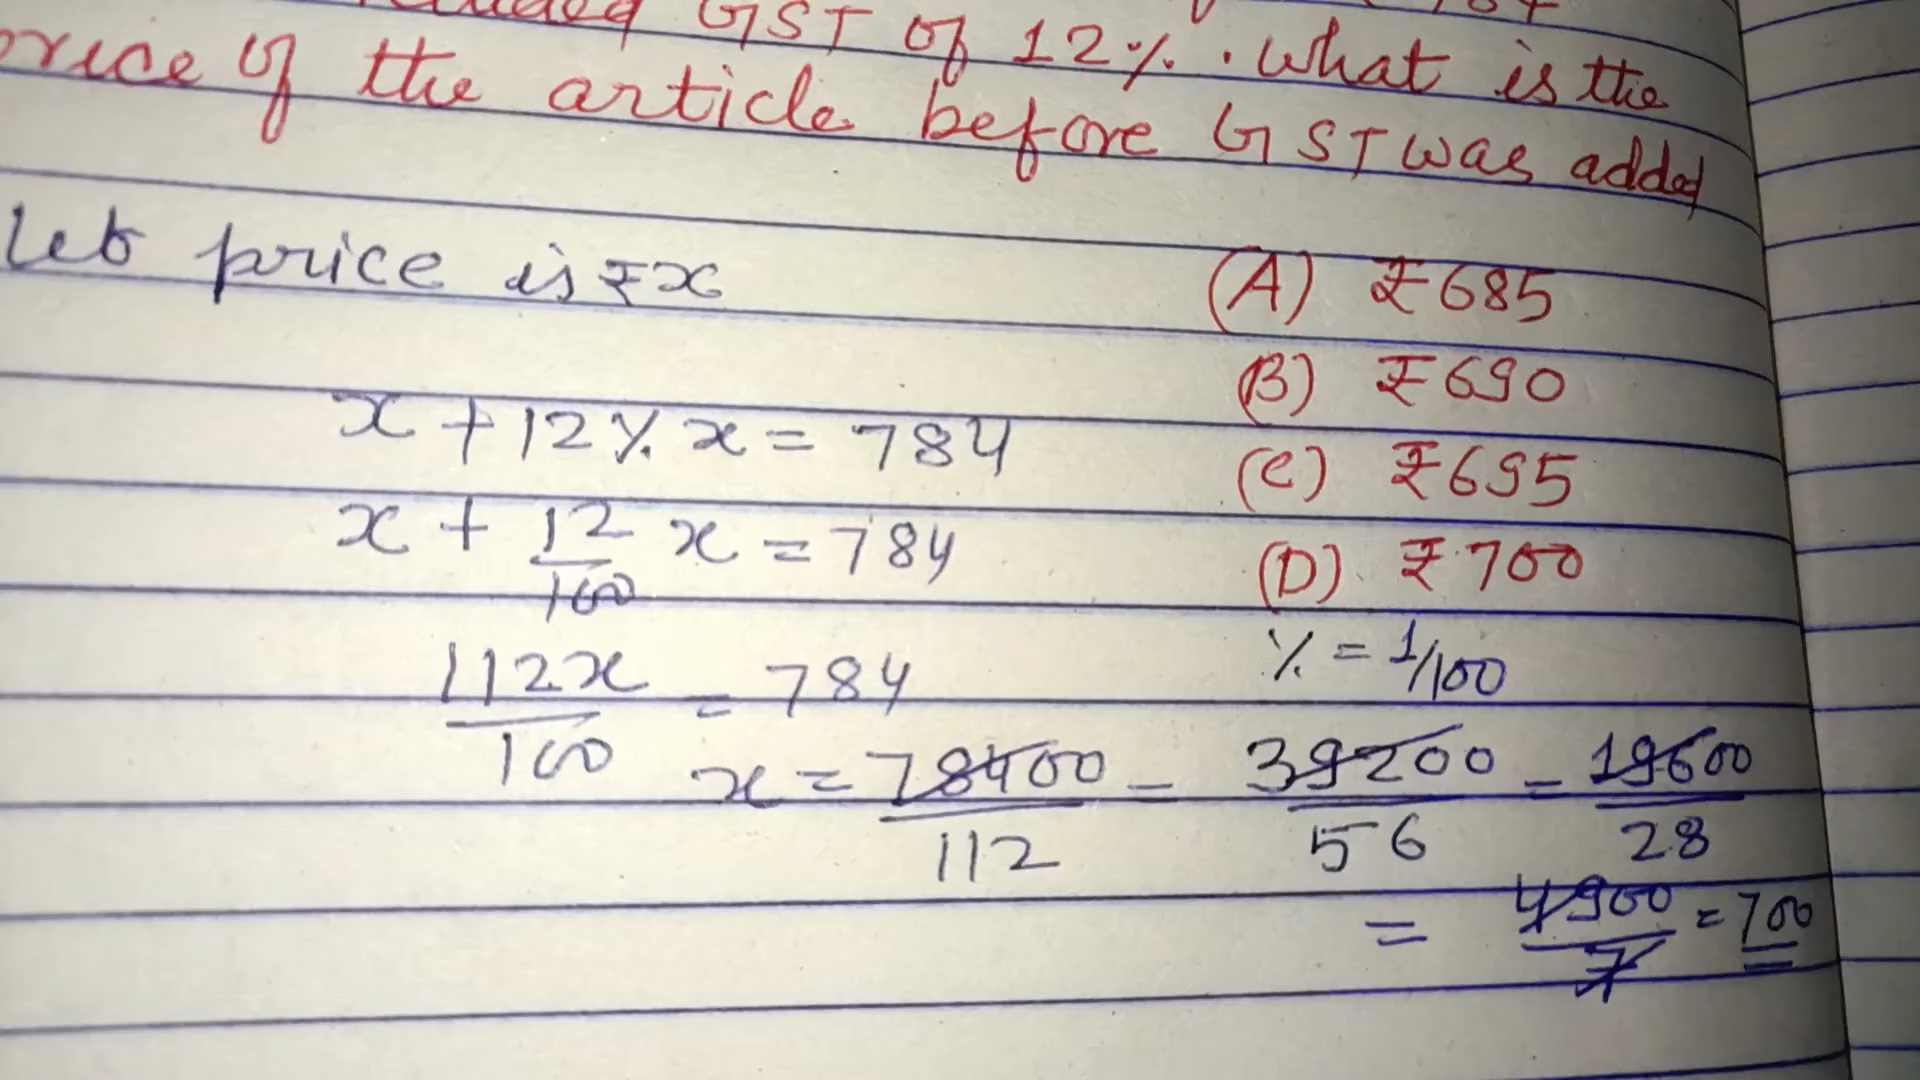 GST of 12%. What is the
price of the article before GST was added
Let price is ₹x
(A) ₹685
(B) ₹690
x + 12% x = 784
(C) ₹695
x + 12/100 x = 784
(D) ₹700
112x/100 = 784
% = 1/100
x = 78400/112 = 39200/56 = 19600/28
= 4900/7 = 700